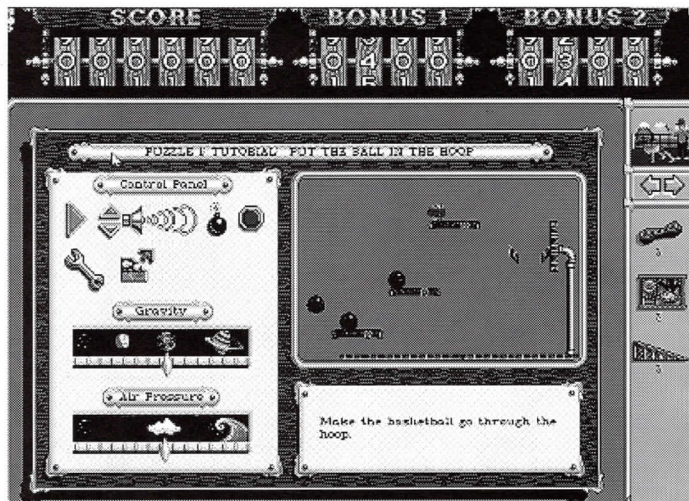 SCORE BONUS 1 BONUS 2
PUZZLE 1: TUTORIAL PUT THE BALL IN THE HOOP
Control Panel
Gravity
Air Pressure
Make the basketball go through the
hoop.